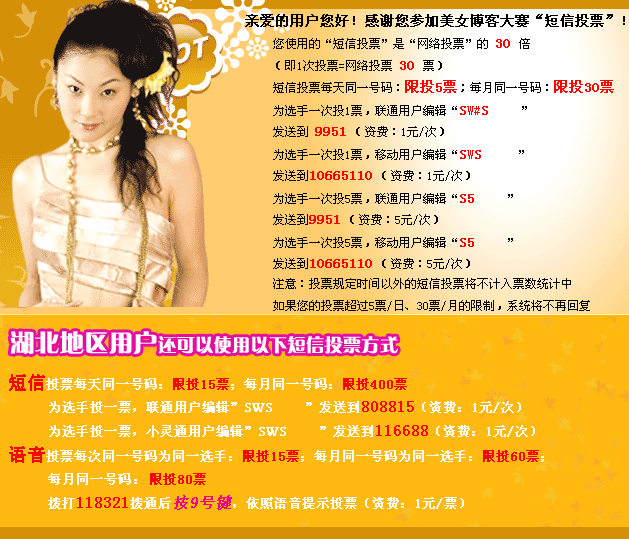 亲爱的用户您好！感谢您参加美女博客大赛“短信投票”！
HOT
您使用的“短信投票”是“网络投票”的 30 倍
（即1次投票=网络投票 30 票）
短信投票每天同一号码：限投5票；每月同一号码：限投30票
为选手一次投1票，联通用户编辑“SW#S ”
发送到 9951 （资费：1元/次）
为选手一次投1票，移动用户编辑“SWS ”
发送到10665110 （资费：1元/次）
为选手一次投5票，联通用户编辑“S5 ”
发送到9951 （资费：5元/次）
为选手一次投5票，移动用户编辑“S5 ”
发送到10665110 （资费：5元/次）
注意：投票规定时间以外的短信投票将不计入票数统计中
如果您的投票超过5票/日、30票/月的限制，系统将不再回复
湖北地区用户还可以使用以下短信投票方式
短信投票每天同一号码：限投15票；每月同一号码：限投400票
为选手投一票，联通用户编辑”SWS ”发送到808815（资费：1元/次）
为选手投一票，小灵通用户编辑”SWS ”发送到116688（资费：1元/次）
语音投票每次同一号码为同一选手：限投15票；每月同一号码为同一选手：限投60票；
每月同一号码：限投80票
拨打118321拨通后按9号键，依照语音提示投票（资费：1元/票）